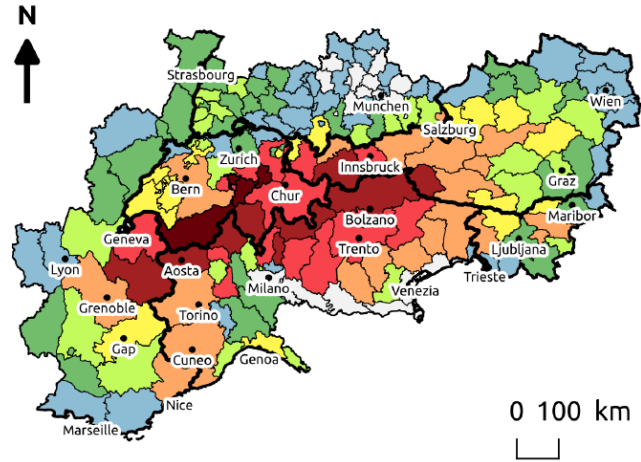 N
Strasbourg
Munchen
Wien
Salzburg
Zurich
Innsbruck
Bern
Chur
Graz
Bolzano
Maribor
Geneva
Trento
Ljubljana
Lyon
Aosta
Trieste
Milano
Venezia
Grenoble
Torino
Gap
Cuneo
Genoa
Nice
Marseille
0 100 km